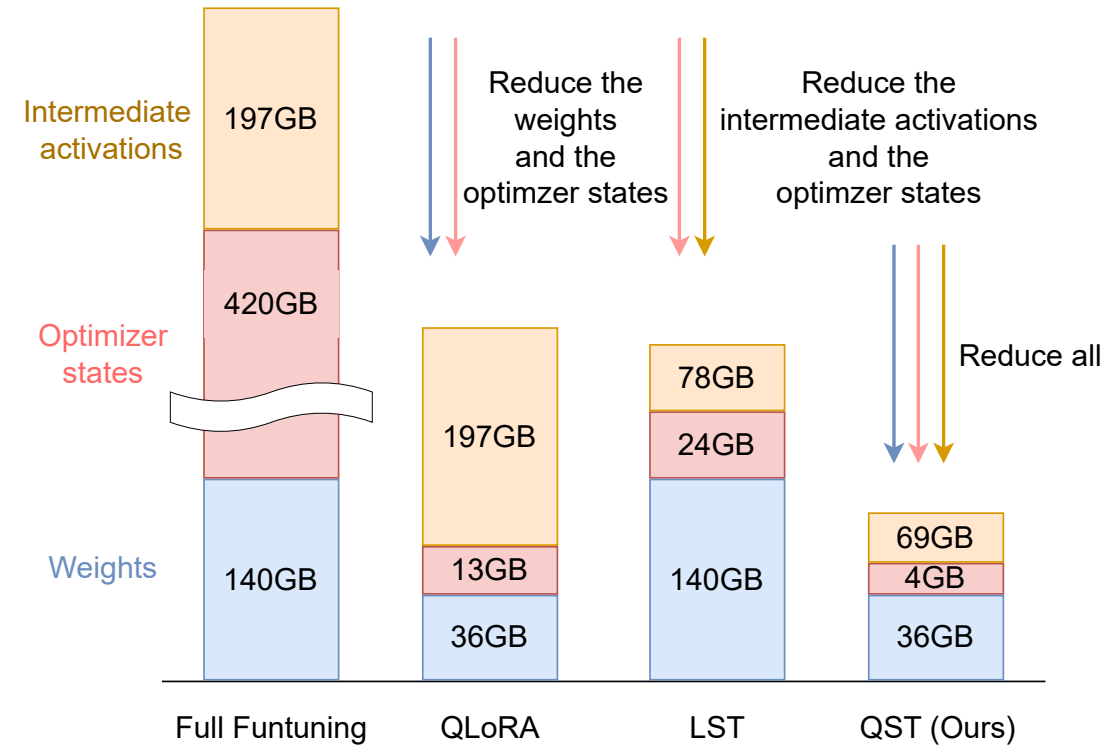 Intermediate
activations
Optimizer
states
Weights
197GB
420GB
140GB
Full Funtuning
Reduce the
weights
and the
optimzer states
197GB
13GB
36GB
QLoRA
Reduce the
intermediate activations
and the
optimzer states
78GB
24GB
140GB
LST
Reduce all
69GB
4GB
36GB
QST (Ours)